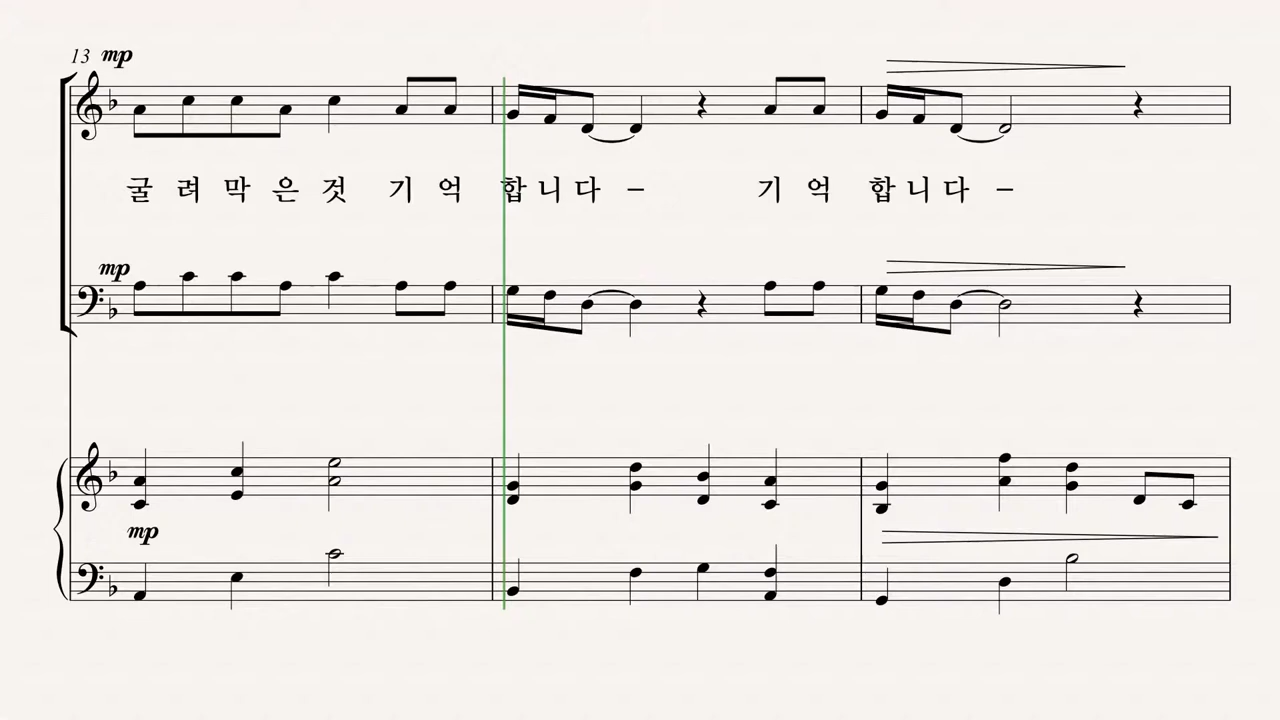 13 mp
굴 려 막 은 것 기 억 합 니 다 – 기 억 합 니 다 –
mp
mp